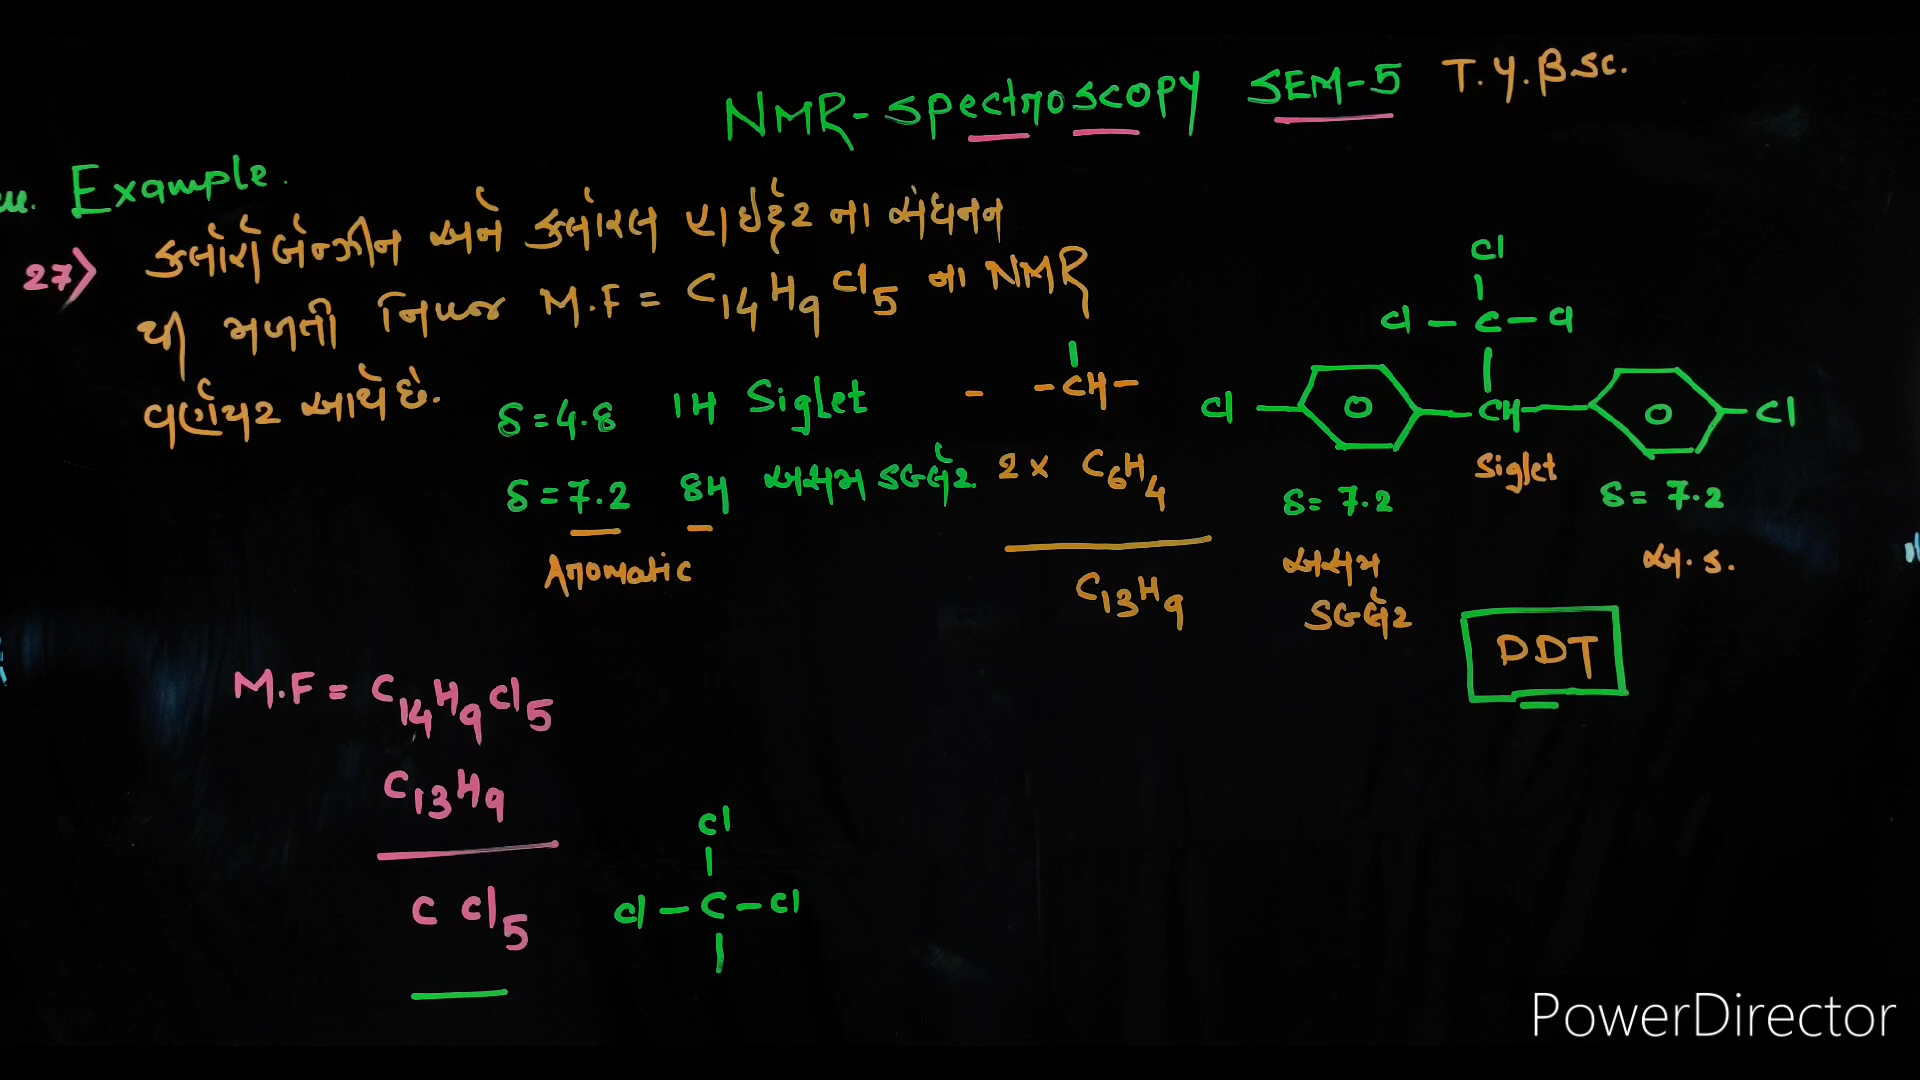 NMR-Spectroscopy SEM-5 T.Y.BSc.
Example.
27) ક્લોરોબેન્ઝીન અને ક્લોરલ હાઈડ્રેટ ના સંઘનન
થી મળતી નિપજ M.F = C14H9Cl5 ના NMR
વર્ણપટ આપે છે.
δ = 4.8 1H Siglet - -CH-
δ = 7.2 8H અસમ ડબ્લેટ 2 x C6H4
Aromatic
C13H9
Cl
Cl - C - Cl
Cl CH Cl
Siglet
δ = 7.2 δ = 7.2
અસમ ડબ્લેટ અ. ડ.
DDT
M.F = C14H9Cl5
C13H9
C Cl5
Cl
Cl - C - Cl
PowerDirector